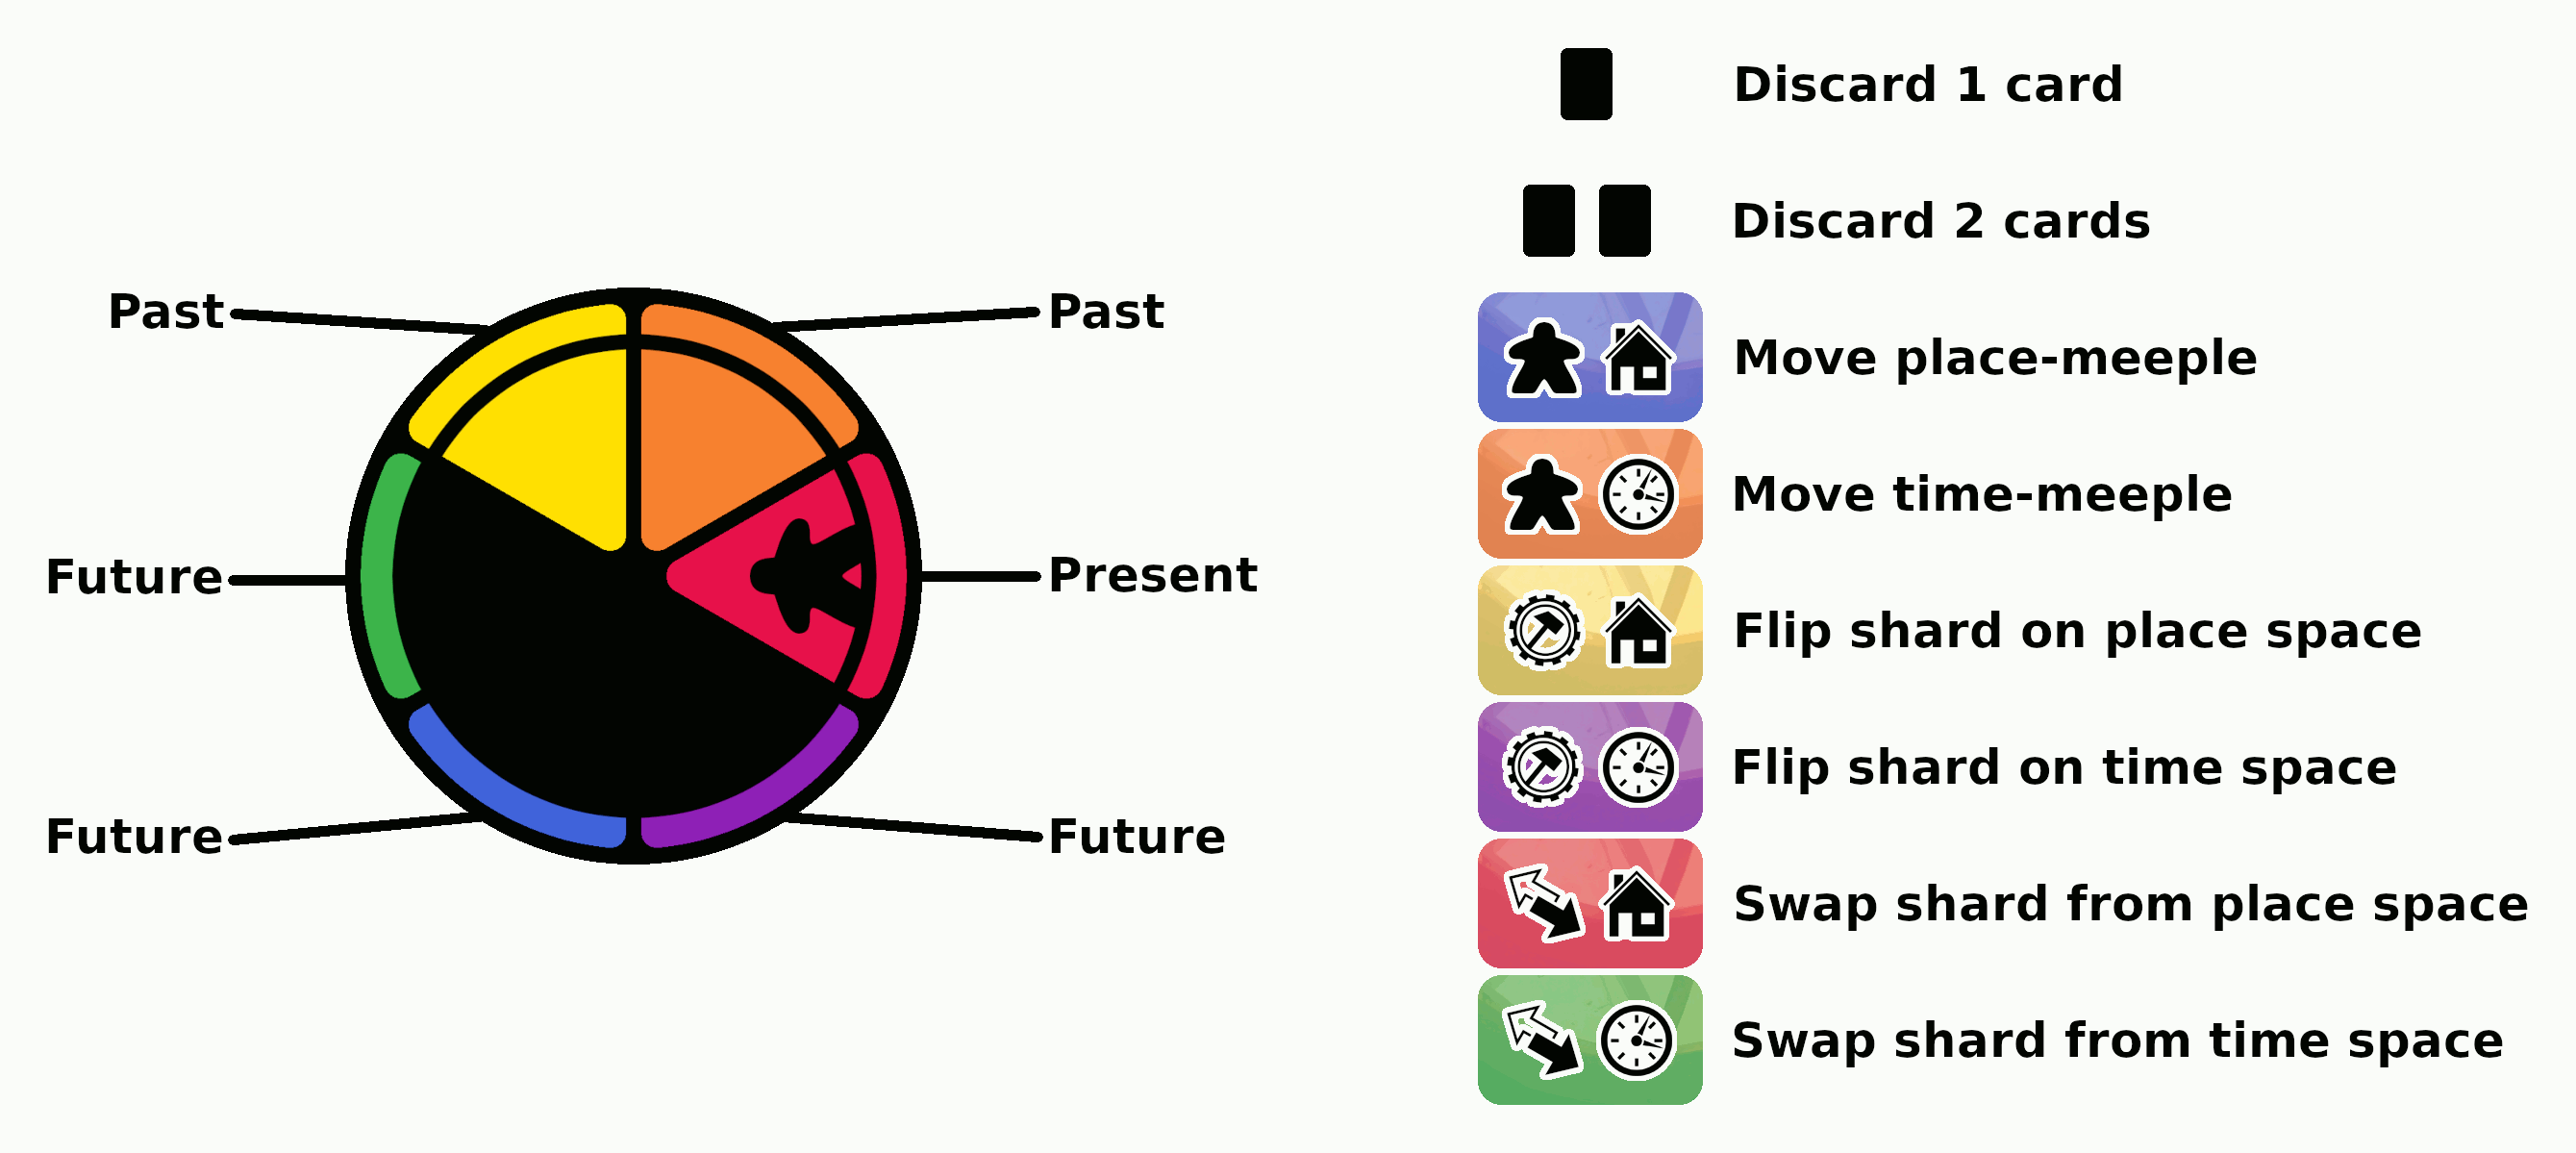 Past
Past
Future
Present
Future
Future
Discard 1 card
Discard 2 cards
Move place-meeple
Move time-meeple
Flip shard on place space
Flip shard on time space
Swap shard from place space
Swap shard from time space